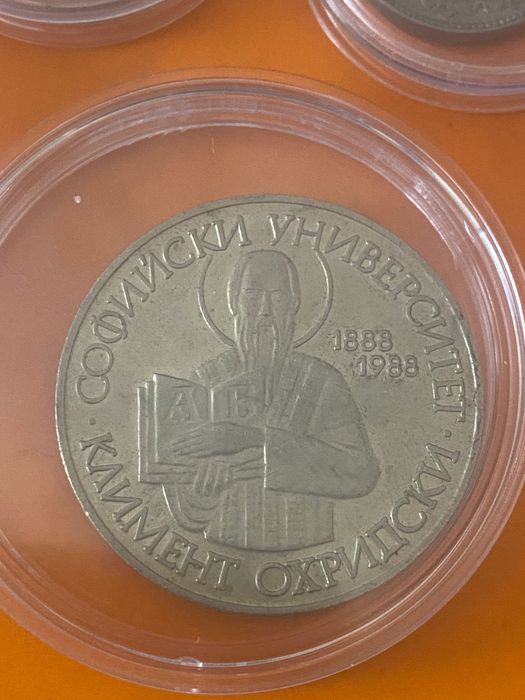 СОФИЙСКИ УНИВЕРСИТЕТ
· КЛИМЕНТ ОХРИДСКИ ·
1888
1988
А Б